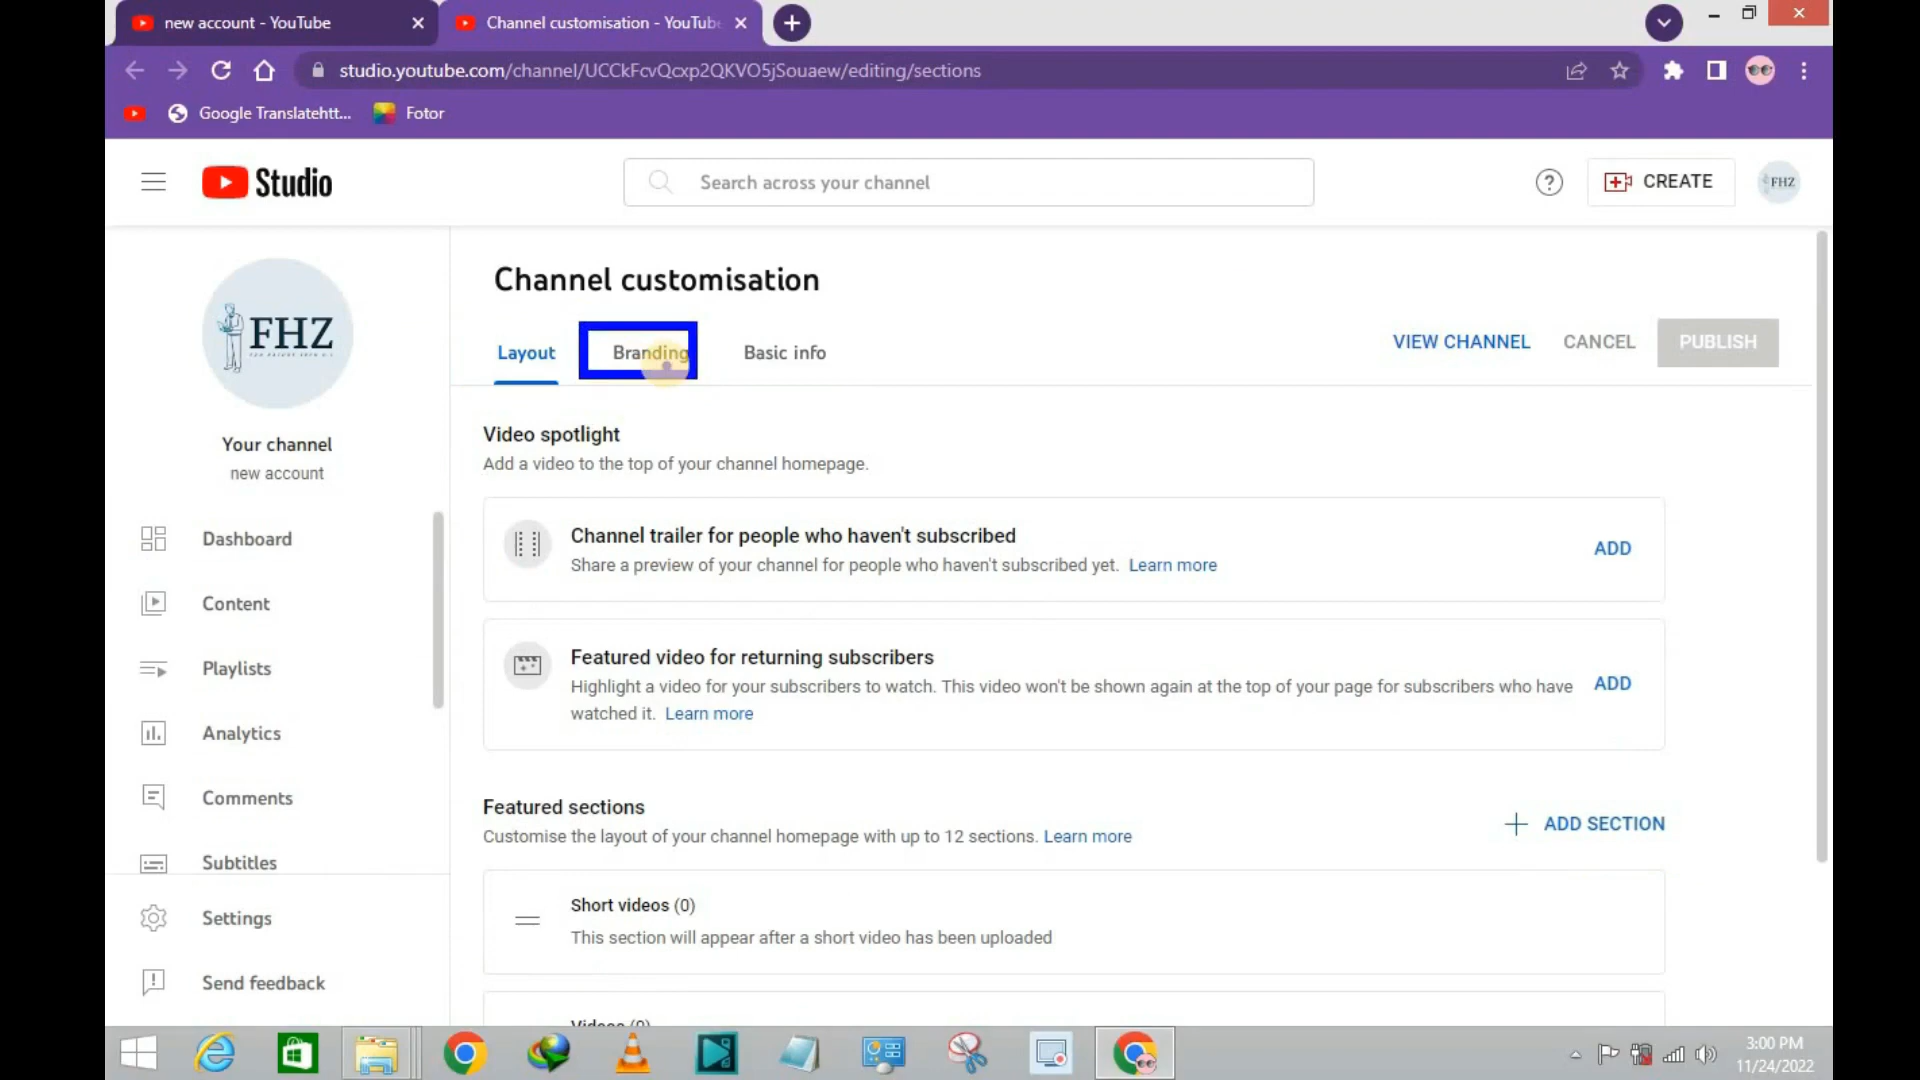 new account - YouTube
Channel customisation - YouTub
studio.youtube.com/channel/UCCkFcvQcxp2QKVO5jSouaew/editing/sections
Google Translatehtt...
Fotor
Studio
Search across your channel
CREATE
FHZ
FHZ
Your channel
new account
Dashboard
Content
Playlists
Analytics
Comments
Subtitles
Settings
Send feedback
Channel customisation
Layout
Branding
Basic info
VIEW CHANNEL
CANCEL
PUBLISH
Video spotlight
Add a video to the top of your channel homepage.
Channel trailer for people who haven't subscribed
Share a preview of your channel for people who haven't subscribed yet. Learn more
ADD
Featured video for returning subscribers
Highlight a video for your subscribers to watch. This video won't be shown again at the top of your page for subscribers who have
watched it. Learn more
ADD
Featured sections
Customise the layout of your channel homepage with up to 12 sections. Learn more
ADD SECTION
Short videos (0)
This section will appear after a short video has been uploaded
Videos (0)
3:00 PM
11/24/2022